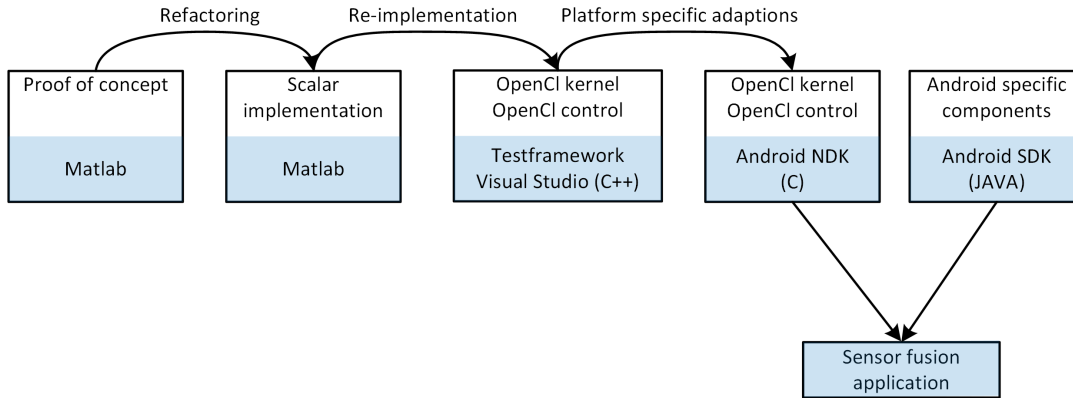 Refactoring
Re-implementation
Platform specific adaptions
Proof of concept
Matlab
Scalar
implementation
Matlab
OpenCl kernel
OpenCl control
Testframework
Visual Studio (C++)
OpenCl kernel
OpenCl control
Android NDK
(C)
Android specific
components
Android SDK
(JAVA)
Sensor fusion
application